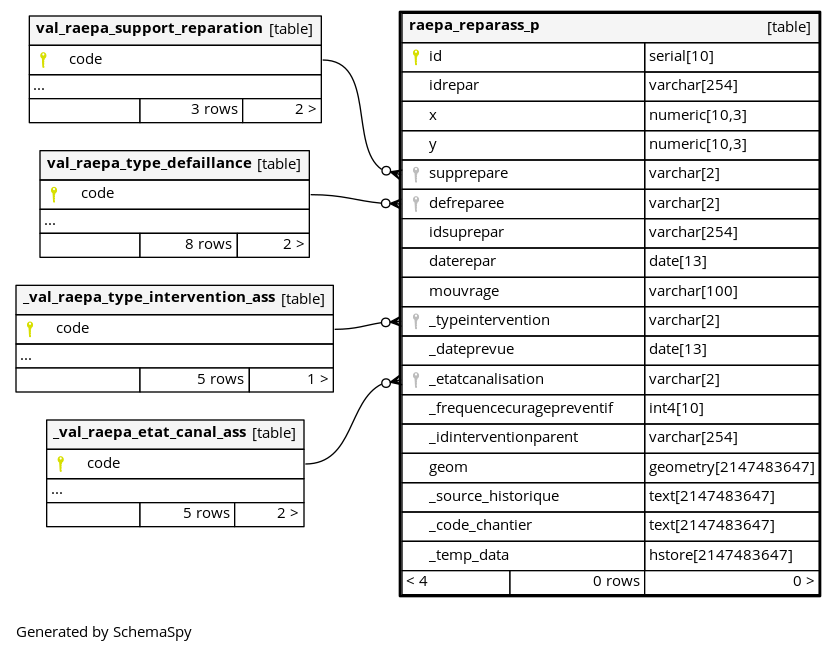 val_raepa_support_reparation [table]
code
...
3 rows 2 >
val_raepa_type_defaillance [table]
code
...
8 rows 2 >
_val_raepa_type_intervention_ass [table]
code
...
5 rows 1 >
_val_raepa_etat_canal_ass [table]
code
...
5 rows 2 >
raepa_reparass_p [table]
id serial[10]
idrepar varchar[254]
x numeric[10,3]
y numeric[10,3]
supprepare varchar[2]
defreparee varchar[2]
idsuprepar varchar[254]
daterepar date[13]
mouvrage varchar[100]
_typeintervention varchar[2]
_dateprevue date[13]
_etatcanalisation varchar[2]
_frequencecuragepreventif int4[10]
_idinterventionparent varchar[254]
geom geometry[2147483647]
_source_historique text[2147483647]
_code_chantier text[2147483647]
_temp_data hstore[2147483647]
< 4 0 rows 0 >
Generated by SchemaSpy